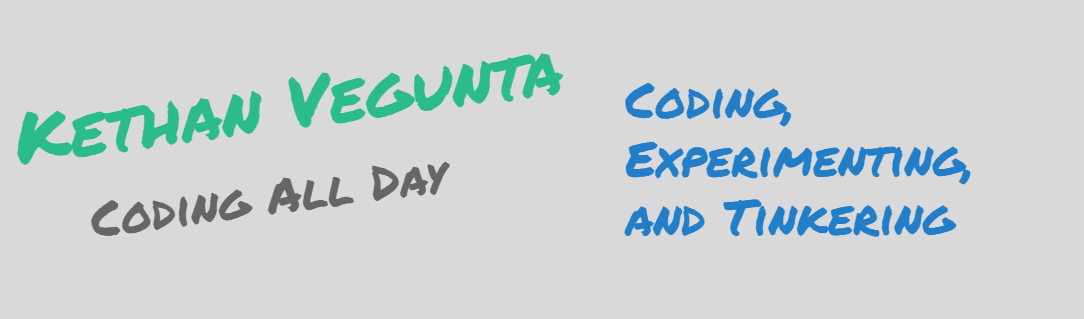 Kethan Vegunta
Coding All Day
Coding,
Experimenting,
and Tinkering